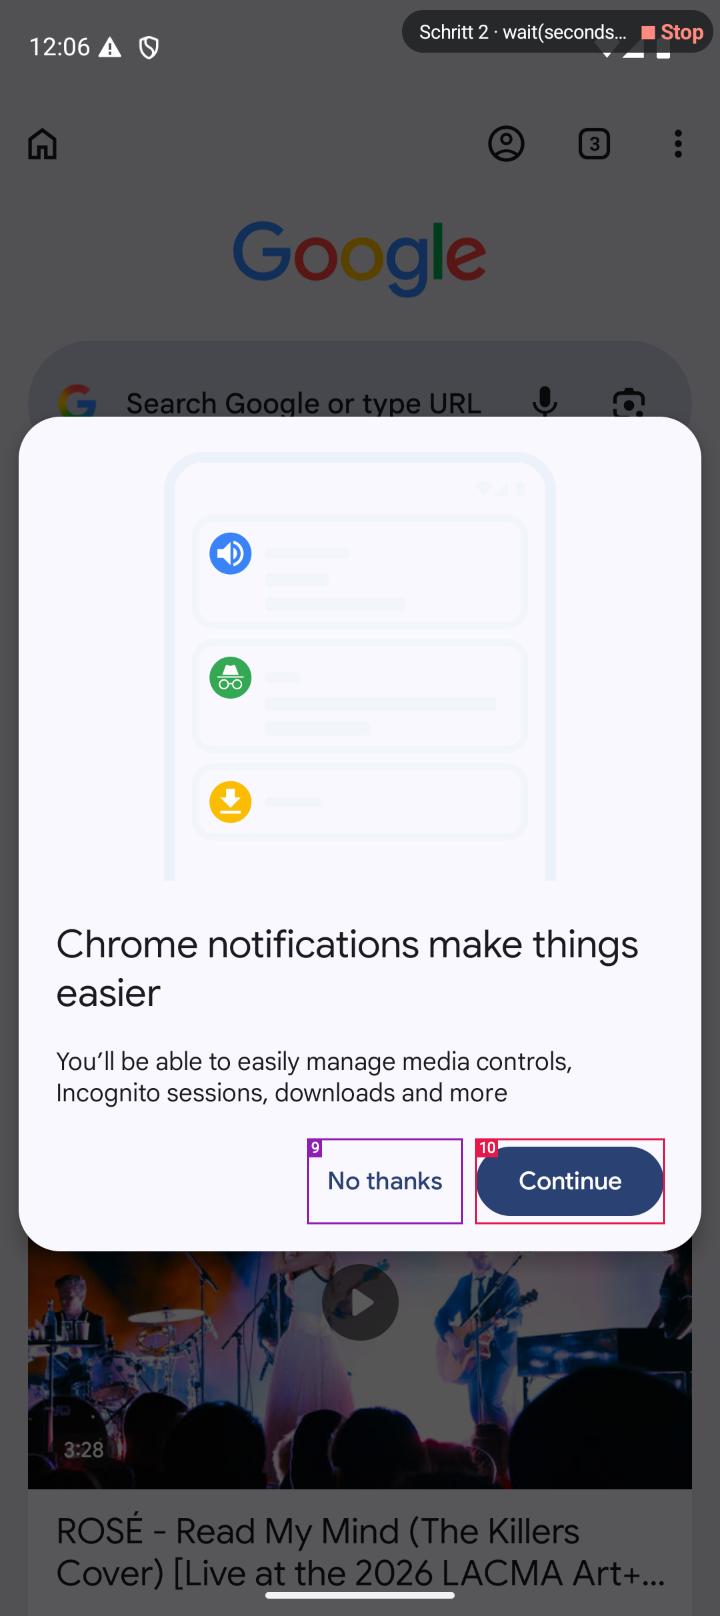 12:06
Schritt 2 · wait(seconds... Stop
3
Google
Search Google or type URL
Chrome notifications make things
easier
You’ll be able to easily manage media controls,
Incognito sessions, downloads and more
9
No thanks
10
Continue
3:28
ROSÉ - Read My Mind (The Killers
Cover) [Live at the 2026 LACMA Art+...